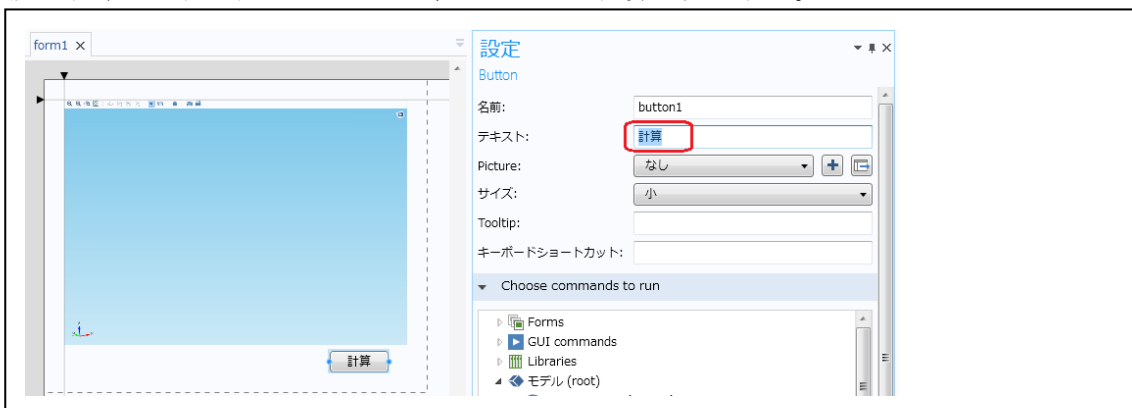 form1
設定
Button
名前: button1
テキスト: 計算
Picture: なし
サイズ: 小
Tooltip:
キーボードショートカット:
Choose commands to run
Forms
GUI commands
Libraries
モデル (root)
計算